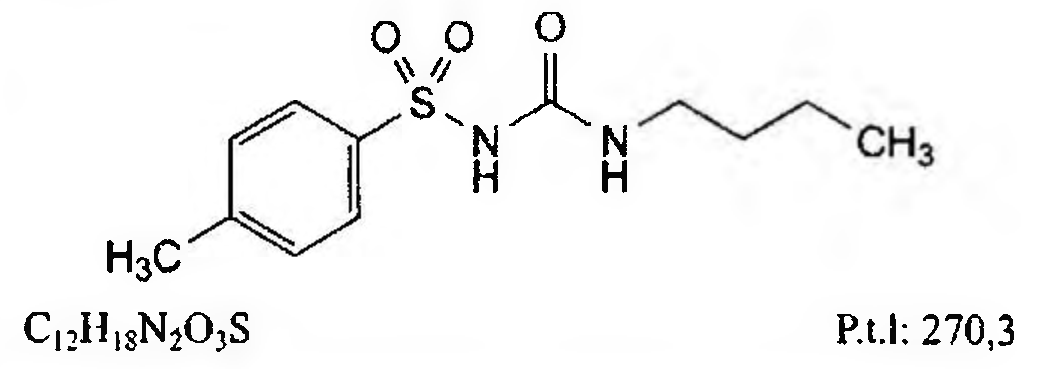 O O O
S
N N
H H
CH₃
H₃C
C₁₂H₁₈N₂O₃S P.t.l: 270,3